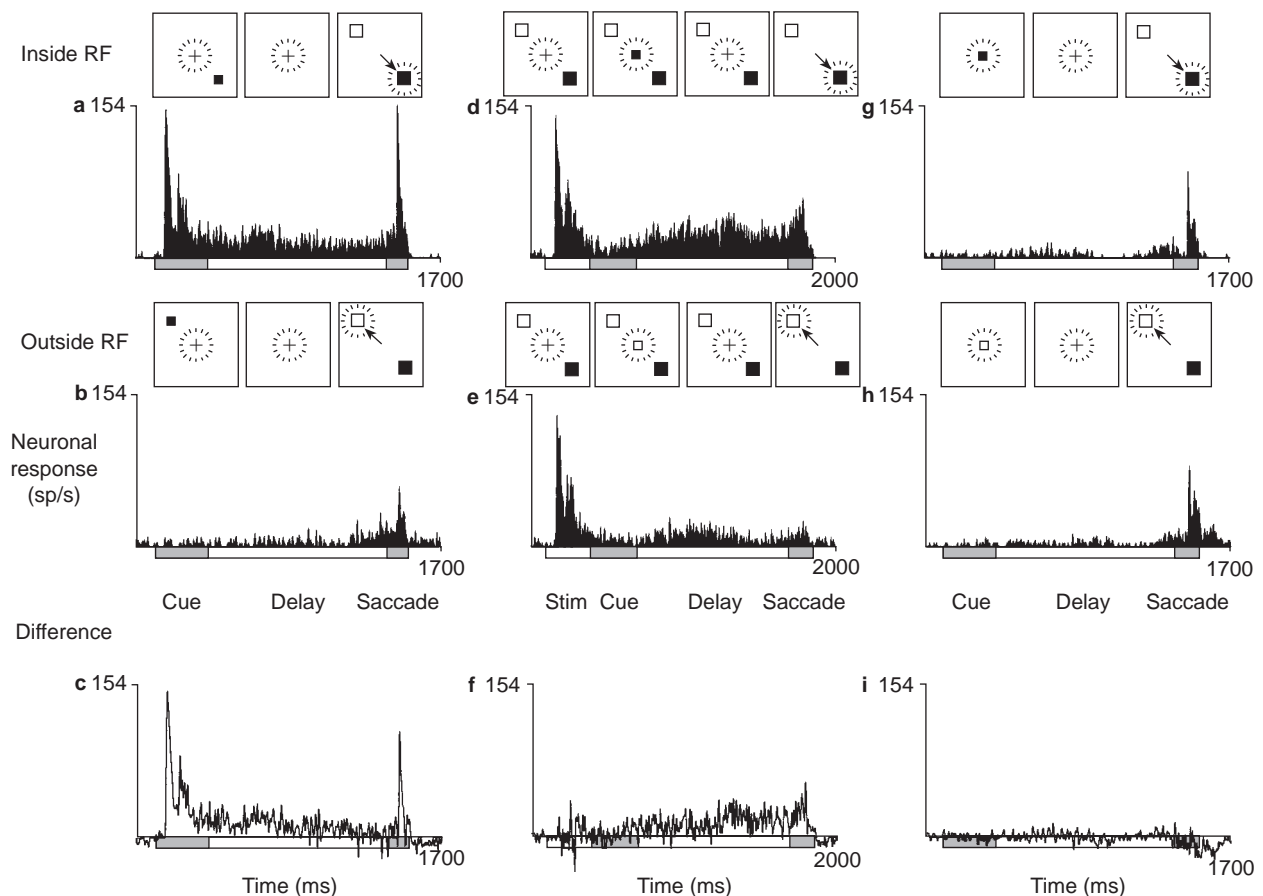 Inside RF
a 154
d 154
g 154
1700
2000
1700
Outside RF
b 154
e 154
h 154
Neuronal
response
(sp/s)
1700
2000
1700
Cue Delay Saccade
Stim Cue Delay Saccade
Cue Delay Saccade
Difference
c 154
f 154
i 154
1700
2000
1700
Time (ms)
Time (ms)
Time (ms)